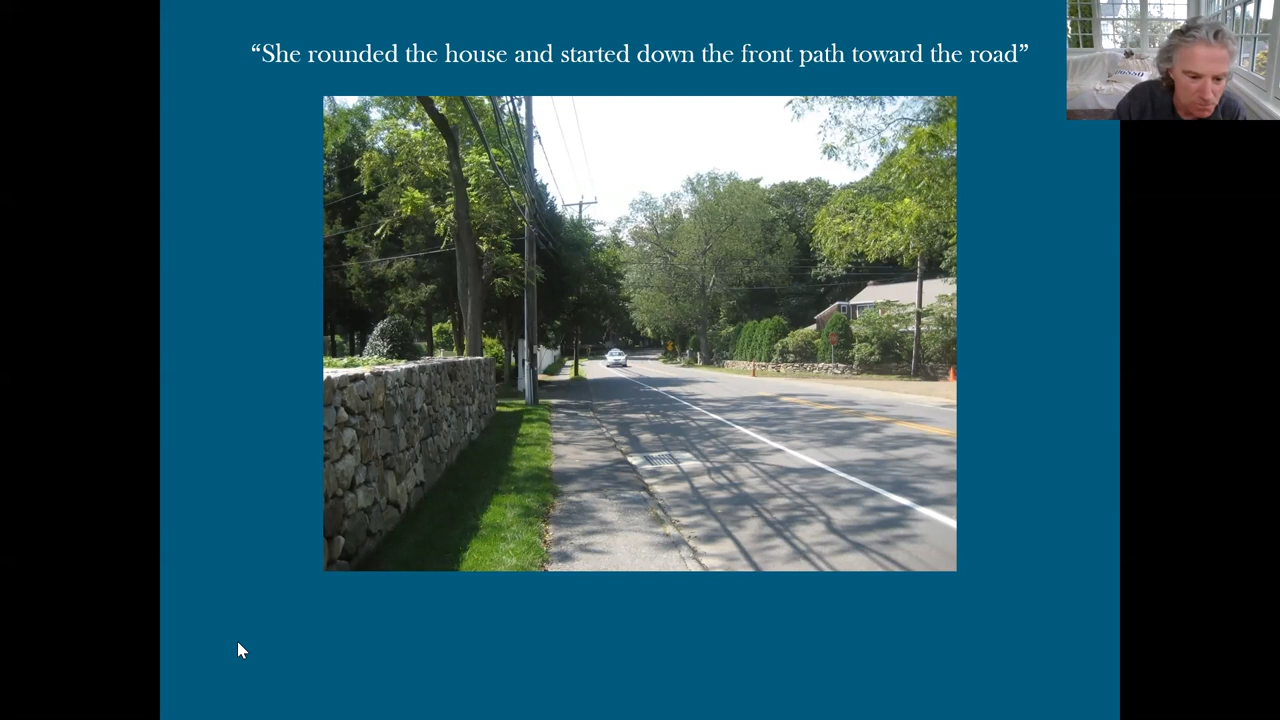 “She rounded the house and started down the front path toward the road”